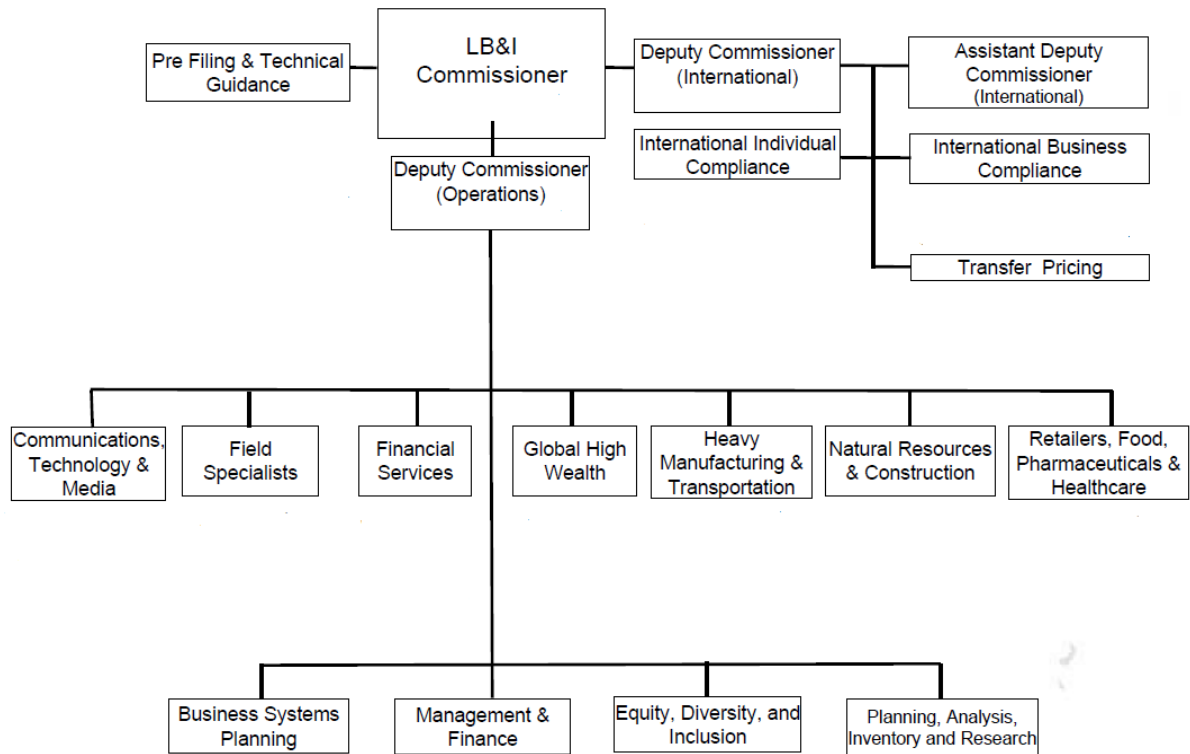 LB&I
Commissioner
Pre Filing & Technical
Guidance
Deputy Commissioner
(International)
Assistant Deputy
Commissioner
(International)
International Individual
Compliance
International Business
Compliance
Deputy Commissioner
(Operations)
Transfer Pricing
Communications,
Technology &
Media
Field
Specialists
Financial
Services
Global High
Wealth
Heavy
Manufacturing &
Transportation
Natural Resources
& Construction
Retailers, Food,
Pharmaceuticals &
Healthcare
Business Systems
Planning
Management &
Finance
Equity, Diversity, and
Inclusion
Planning, Analysis,
Inventory and Research